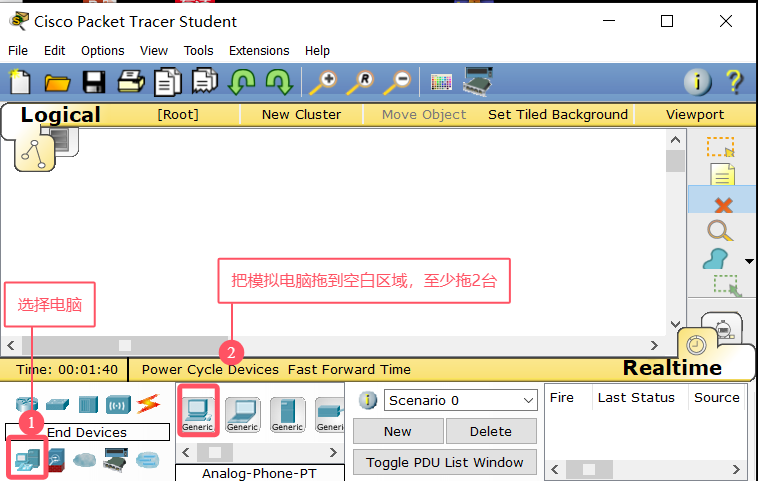 Cisco Packet Tracer Student
File Edit Options View Tools Extensions Help
Logical [Root] New Cluster Move Object Set Tiled Background Viewport
把模拟电脑拖到空白区域，至少拖2台
选择电脑
2
Time: 00:01:40 Power Cycle Devices Fast Forward Time Realtime
1
End Devices
Generic Generic Generic Generic
Analog-Phone-PT
Scenario 0
New Delete
Toggle PDU List Window
Fire Last Status Source